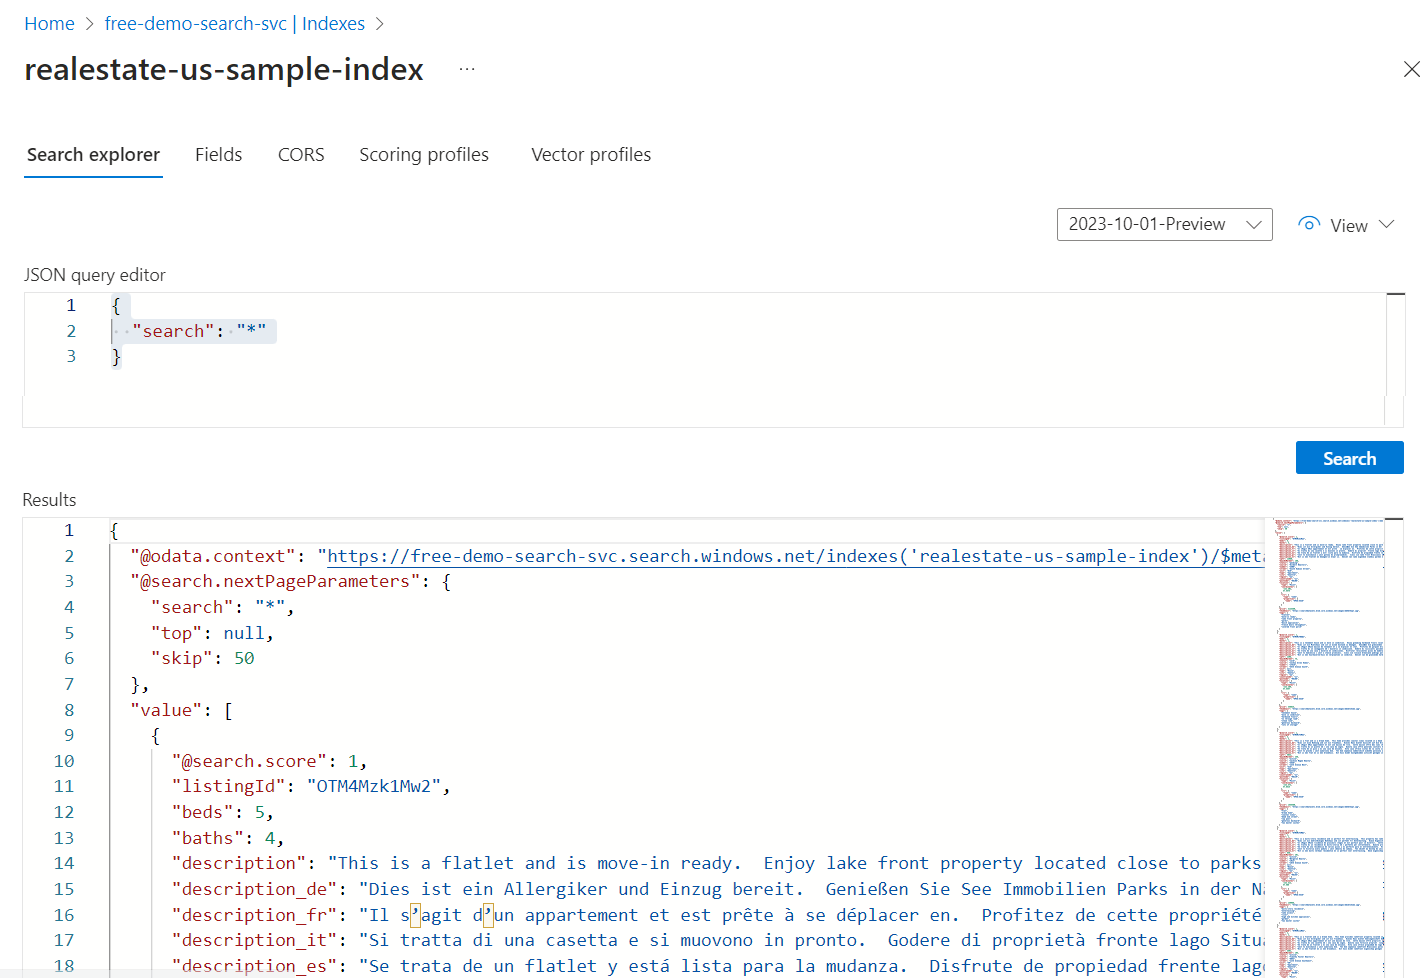 Home > free-demo-search-svc | Indexes >
realestate-us-sample-index ...
Search explorer Fields CORS Scoring profiles Vector profiles
2023-10-01-Preview View
JSON query editor
1 {
2 "search": "*"
3 }
Search
Results
1 {
2 "@odata.context": "https://free-demo-search-svc.search.windows.net/indexes('realestate-us-sample-index')/$meta
3 "@search.nextPageParameters": {
4 "search": "*",
5 "top": null,
6 "skip": 50
7 },
8 "value": [
9 {
10 "@search.score": 1,
11 "listingId": "OTM4Mzk1Mw2",
12 "beds": 5,
13 "baths": 4,
14 "description": "This is a flatlet and is move-in ready.  Enjoy lake front property located close to parks
15 "description_de": "Dies ist ein Allergiker und Einzug bereit.  Genießen Sie See Immobilien Parks in der Nä
16 "description_fr": "Il s’agit d’un appartement et est prête à se déplacer en.  Profitez de cette propriété
17 "description_it": "Si tratta di una casetta e si muovono in pronto.  Godere di proprietà fronte lago Situa
18 "description_es": "Se trata de un flatlet y está lista para la mudanza.  Disfrute de propiedad frente lag